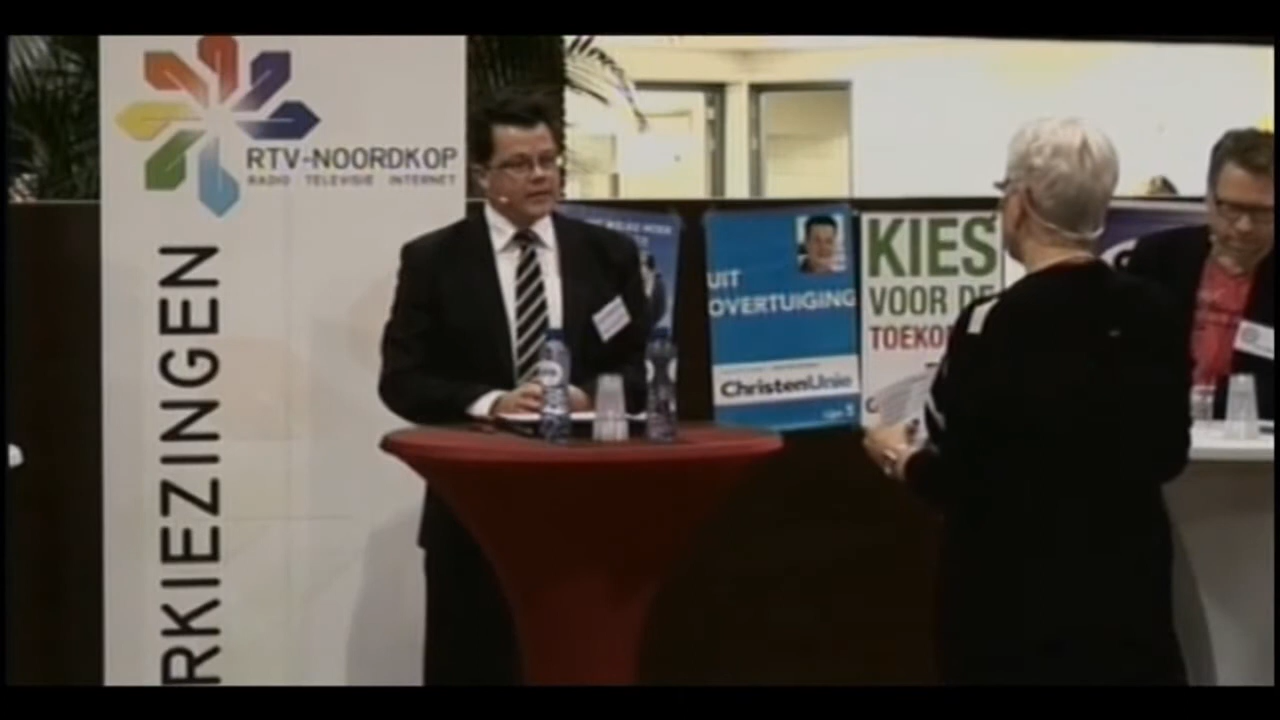 RTV-NOORDKOP
RADIO TELEVISIE INTERNET
RKIEZINGEN
UIT
OVERTUIGING
ChristenUnie
KIES
VOOR DE
TOEKO